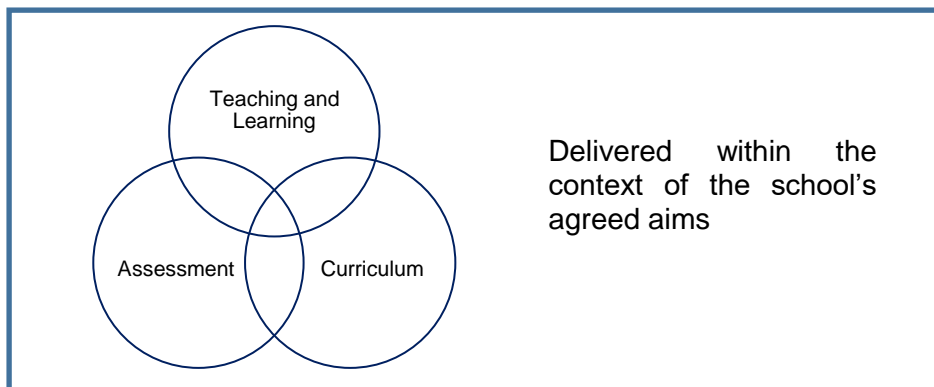 Teaching and
Learning
Assessment
Curriculum
Delivered within the
context of the school’s
agreed aims